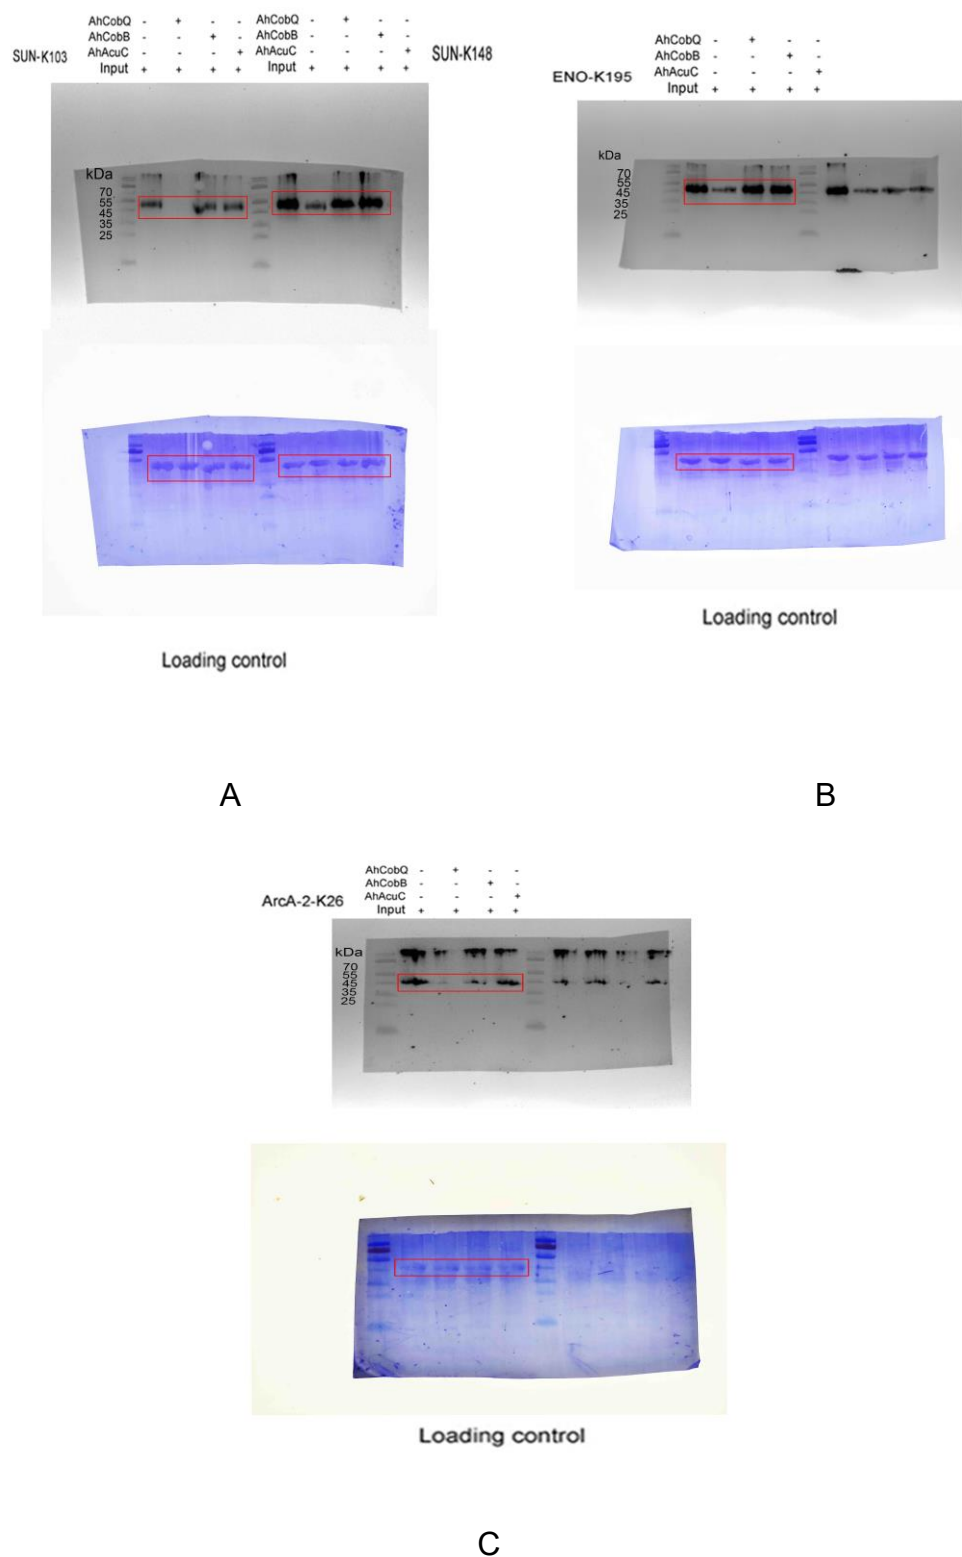 AhCobQ - + - -
AhCobB - - + -
AhAcuC - - - +
Input + + + +
SUN-K103
AhCobQ - + - -
AhCobB - - + -
AhAcuC - - - +
Input + + + +
SUN-K148
kDa
70
55
45
35
25
Loading control
A
ENO-K195
AhCobQ - + - -
AhCobB - - + -
AhAcuC - - - +
Input + + + +
kDa
70
55
45
35
25
Loading control
B
ArcA-2-K26
AhCobQ - + - -
AhCobB - - + -
AhAcuC - - - +
Input + + + +
kDa
70
55
45
35
25
Loading control
C